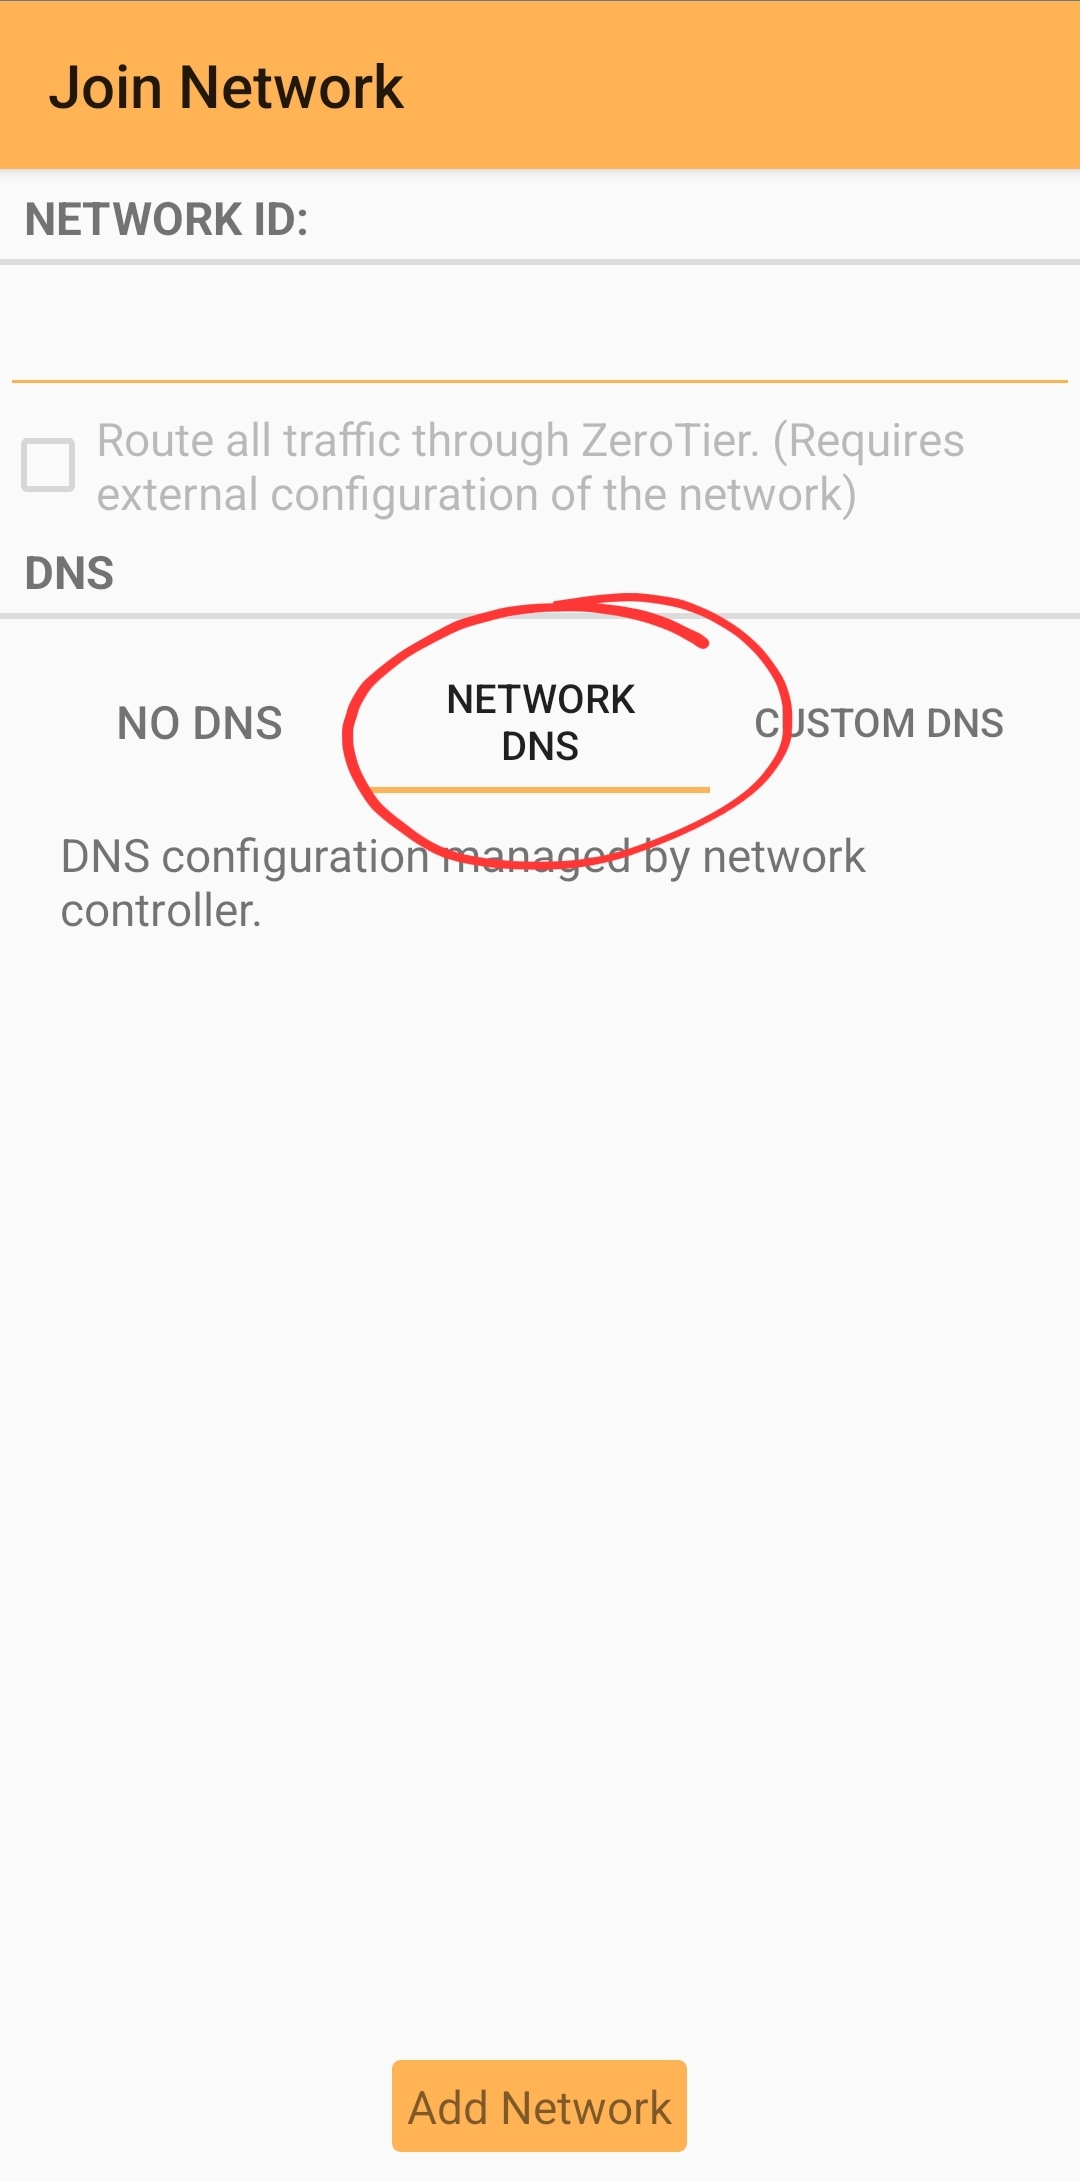 Join Network
NETWORK ID:
Route all traffic through ZeroTier. (Requires
external configuration of the network)
DNS
NO DNS
NETWORK
DNS
CUSTOM DNS
DNS configuration managed by network
controller.
Add Network